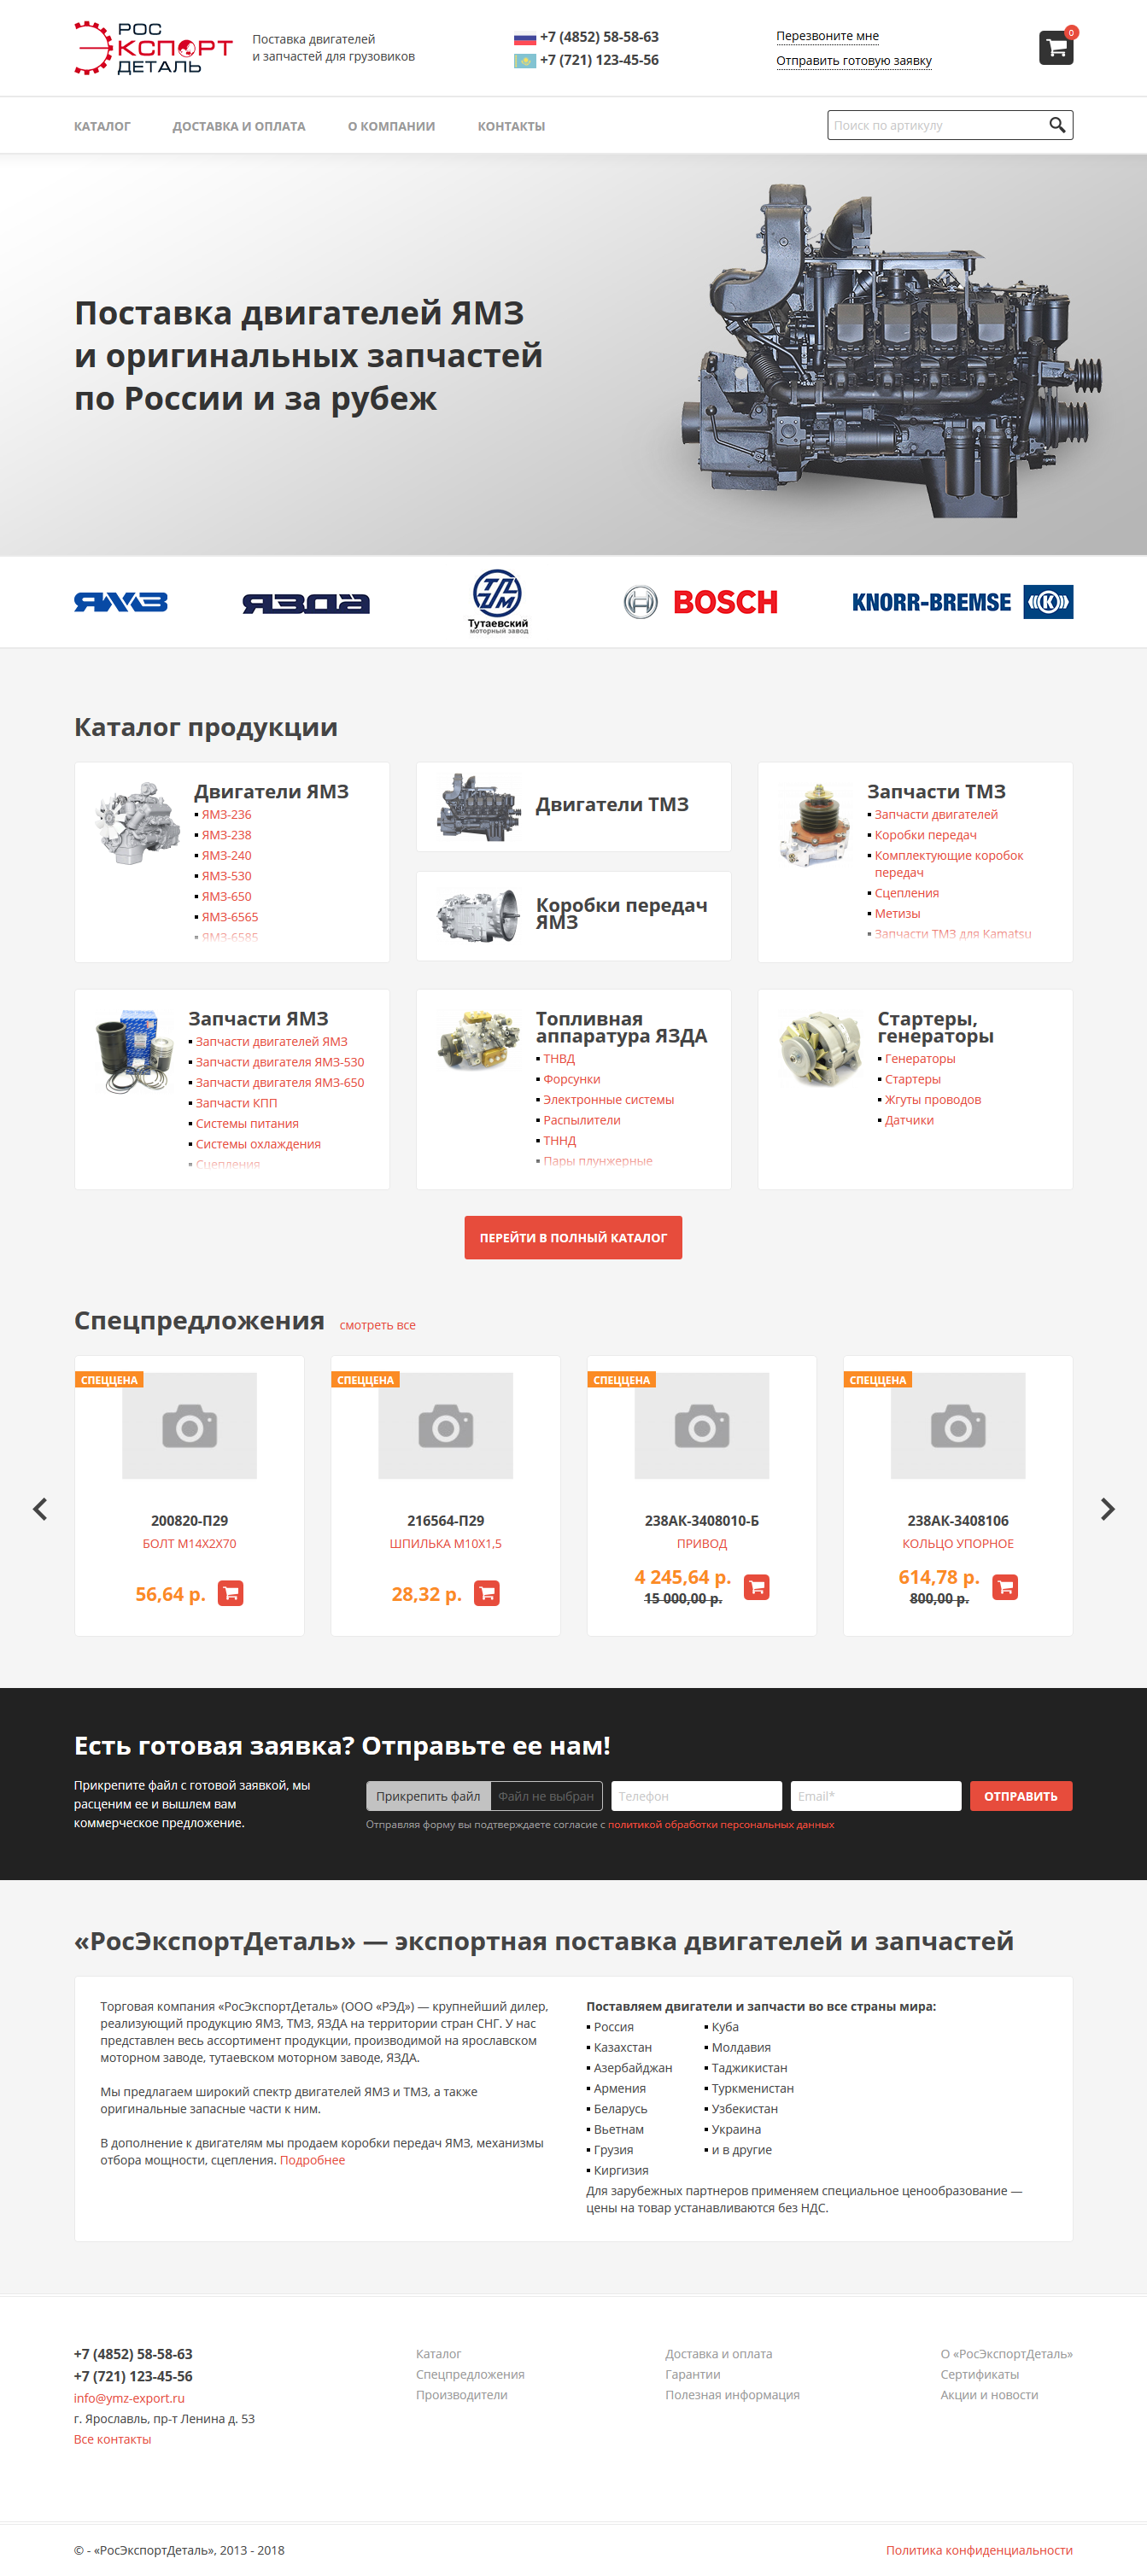 РОС
ЭКСПОРТ
ДЕТАЛЬ
Поставка двигателей
и запчастей для грузовиков
+7 (4852) 58-58-63
+7 (721) 123-45-56
Перезвоните мне
Отправить готовую заявку
0
КАТАЛОГ
ДОСТАВКА И ОПЛАТА
О КОМПАНИИ
КОНТАКТЫ
Поиск по артикулу
Поставка двигателей ЯМЗ
и оригинальных запчастей
по России и за рубеж
ЯМЗ
ЯЗДА
ТМЗ
Тутаевский
моторный завод
BOSCH
KNORR-BREMSE
K
Каталог продукции
Двигатели ЯМЗ
ЯМЗ-236
ЯМЗ-238
ЯМЗ-240
ЯМЗ-530
ЯМЗ-650
ЯМЗ-6565
ЯМЗ-6585
Двигатели ТМЗ
Коробки передач
ЯМЗ
Запчасти ТМЗ
Запчасти двигателей
Коробки передач
Комплектующие коробок
передач
Сцепления
Метизы
Запчасти ТМЗ для Kamatsu
Запчасти ЯМЗ
Запчасти двигателей ЯМЗ
Запчасти двигателя ЯМЗ-530
Запчасти двигателя ЯМЗ-650
Запчасти КПП
Системы питания
Системы охлаждения
Сцепления
Топливная
аппаратура ЯЗДА
ТНВД
Форсунки
Электронные системы
Распылители
ТННД
Пары плунжерные
Стартеры,
генераторы
Генераторы
Стартеры
Жгуты проводов
Датчики
ПЕРЕЙТИ В ПОЛНЫЙ КАТАЛОГ
Спецпредложения
смотреть все
СПЕЦЦЕНА
200820-П29
БОЛТ М14Х2Х70
56,64 р.
СПЕЦЦЕНА
216564-П29
ШПИЛЬКА М10Х1,5
28,32 р.
СПЕЦЦЕНА
238АК-3408010-Б
ПРИВОД
4 245,64 р.
15 000,00 р.
СПЕЦЦЕНА
238АК-3408106
КОЛЬЦО УПОРНОЕ
614,78 р.
800,00 р.
Есть готовая заявка? Отправьте ее нам!
Прикрепите файл с готовой заявкой, мы
расценим ее и вышлем вам
коммерческое предложение.
Прикрепить файл
Файл не выбран
Телефон
Email*
ОТПРАВИТЬ
Отправляя форму вы подтверждаете согласие с политикой обработки персональных данных
«РосЭкспортДеталь» — экспортная поставка двигателей и запчастей
Торговая компания «РосЭкспортДеталь» (ООО «РЭД») — крупнейший дилер,
реализующий продукцию ЯМЗ, ТМЗ, ЯЗДА на территории стран СНГ. У нас
представлен весь ассортимент продукции, производимой на ярославском
моторном заводе, тутаевском моторном заводе, ЯЗДА.
Мы предлагаем широкий спектр двигателей ЯМЗ и ТМЗ, а также
оригинальные запасные части к ним.
В дополнение к двигателям мы продаем коробки передач ЯМЗ, механизмы
отбора мощности, сцепления. Подробнее
Поставляем двигатели и запчасти во все страны мира:
Россия
Казахстан
Азербайджан
Армения
Беларусь
Вьетнам
Грузия
Киргизия
Куба
Молдавия
Таджикистан
Туркменистан
Узбекистан
Украина
и в другие
Для зарубежных партнеров применяем специальное ценообразование —
цены на товар устанавливаются без НДС.
+7 (4852) 58-58-63
+7 (721) 123-45-56
info@ymz-export.ru
г. Ярославль, пр-т Ленина д. 53
Все контакты
Каталог
Спецпредложения
Производители
Доставка и оплата
Гарантии
Полезная информация
О «РосЭкспортДеталь»
Сертификаты
Акции и новости
© - «РосЭкспортДеталь», 2013 - 2018
Политика конфиденциальности